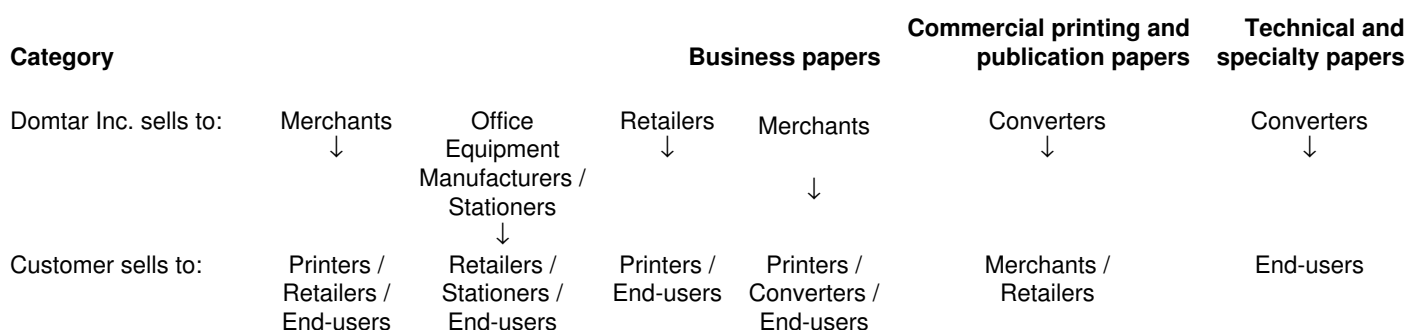 Commercial printing and Technical and
Category Business papers publication papers specialty papers
Domtar Inc. sells to: Merchants Office Retailers Merchants Converters Converters
↓ Equipment ↓ ↓ ↓
Manufacturers / ↓
Stationers
↓
Customer sells to: Printers / Retailers / Printers / Printers / Merchants / End-users
Retailers / Stationers / End-users Converters / Retailers
End-users End-users End-users